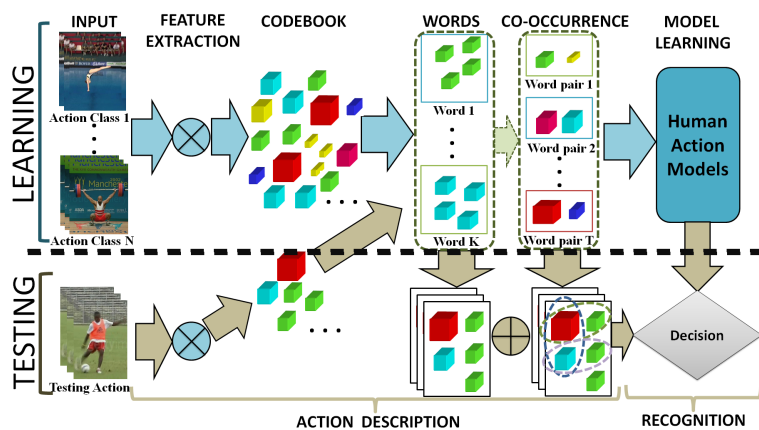 INPUT
FEATURE
EXTRACTION
CODEBOOK
WORDS
CO-OCCURRENCE
MODEL
LEARNING
LEARNING
Action Class 1
Action Class N
Manchester
Word 1
Word K
Word pair 1
Word pair 2
Word pair T
Human
Action
Models
TESTING
Testing Action
Decision
ACTION DESCRIPTION
RECOGNITION